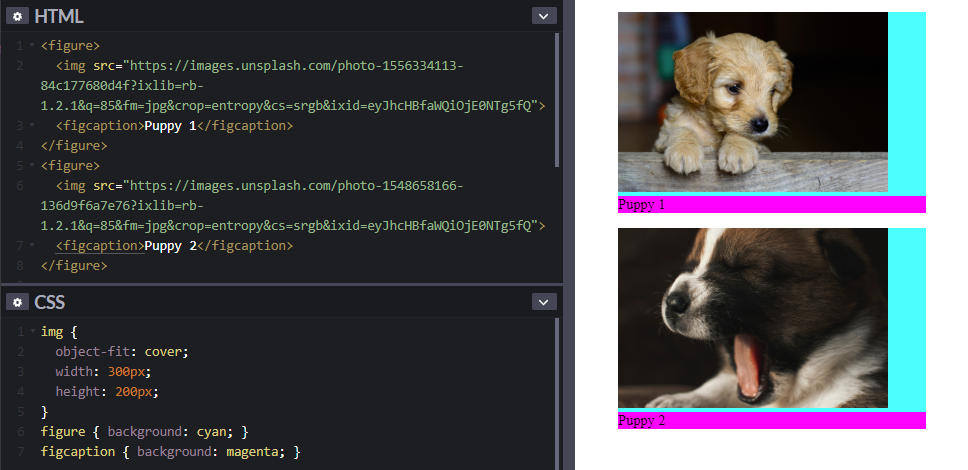 HTML
1 <figure>
2 <img src="https://images.unsplash.com/photo-1556334113-
84c177680d4f?ixlib=rb-
1.2.1&q=85&fm=jpg&crop=entropy&cs=srgb&ixid=eyJhcHBfaWQiOjE0NTg5fQ">
3 <figcaption>Puppy 1</figcaption>
4 </figure>
5 <figure>
6 <img src="https://images.unsplash.com/photo-1548658166-
136d9f6a7e76?ixlib=rb-
1.2.1&q=85&fm=jpg&crop=entropy&cs=srgb&ixid=eyJhcHBfaWQiOjE0NTg5fQ">
7 <figcaption>Puppy 2</figcaption>
8 </figure>
CSS
1 img {
2 object-fit: cover;
3 width: 300px;
4 height: 200px;
5 }
6 figure { background: cyan; }
7 figcaption { background: magenta; }
Puppy 1
Puppy 2